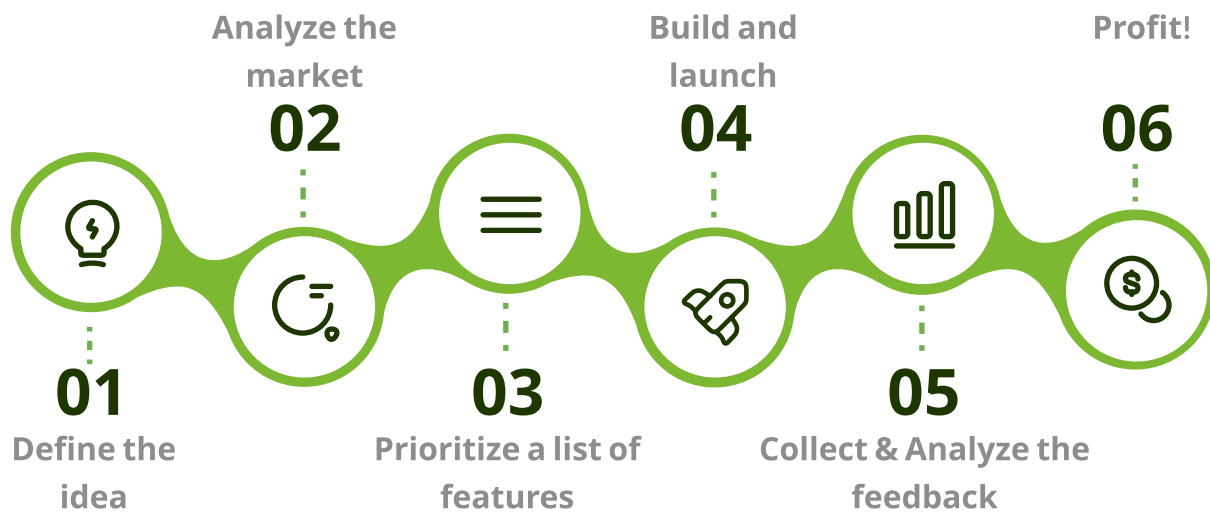 Analyze the
market
02
Build and
launch
04
Profit!
06
01
Define the
idea
03
Prioritize a list of
features
05
Collect & Analyze the
feedback
$